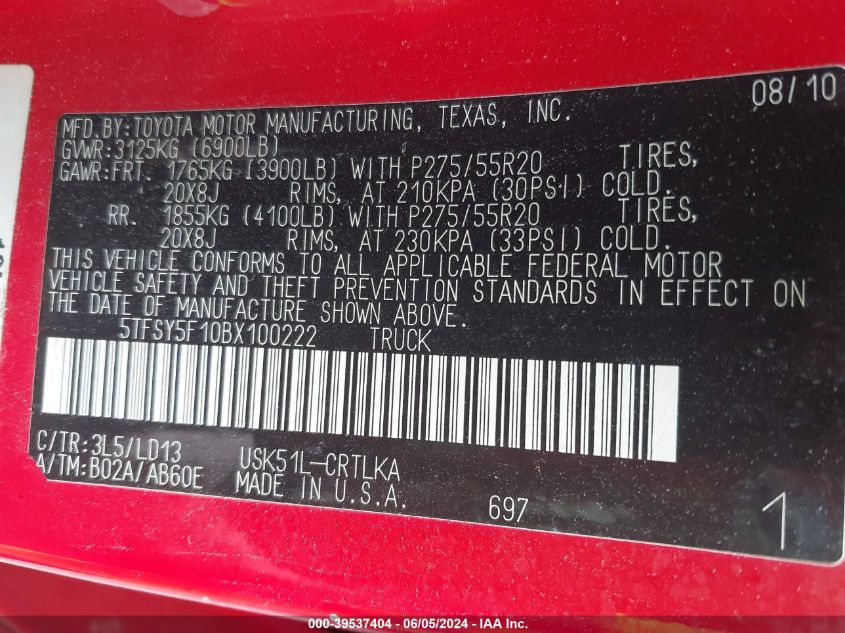 08/10
MFD.BY:TOYOTA MOTOR MANUFACTURING, TEXAS, INC.
GVWR:3125KG (6900LB)
GAWR:FRT. 1765KG (3900LB) WITH P275/55R20 TIRES,
20X8J RIMS, AT 210KPA (30PSI) COLD.
RR. 1855KG (4100LB) WITH P275/55R20 TIRES,
20X8J RIMS, AT 230KPA (33PSI) COLD.
THIS VEHICLE CONFORMS TO ALL APPLICABLE FEDERAL MOTOR
VEHICLE SAFETY AND THEFT PREVENTION STANDARDS IN EFFECT ON
THE DATE OF MANUFACTURE SHOWN ABOVE.
5TFSY5F10BX100222 TRUCK
C/TR:3L5/LD13 USK51L-CRTLKA
A/TM:B02A/AB60E MADE IN U.S.A.
697 1
000-39537404 - 06/05/2024 - IAA Inc.